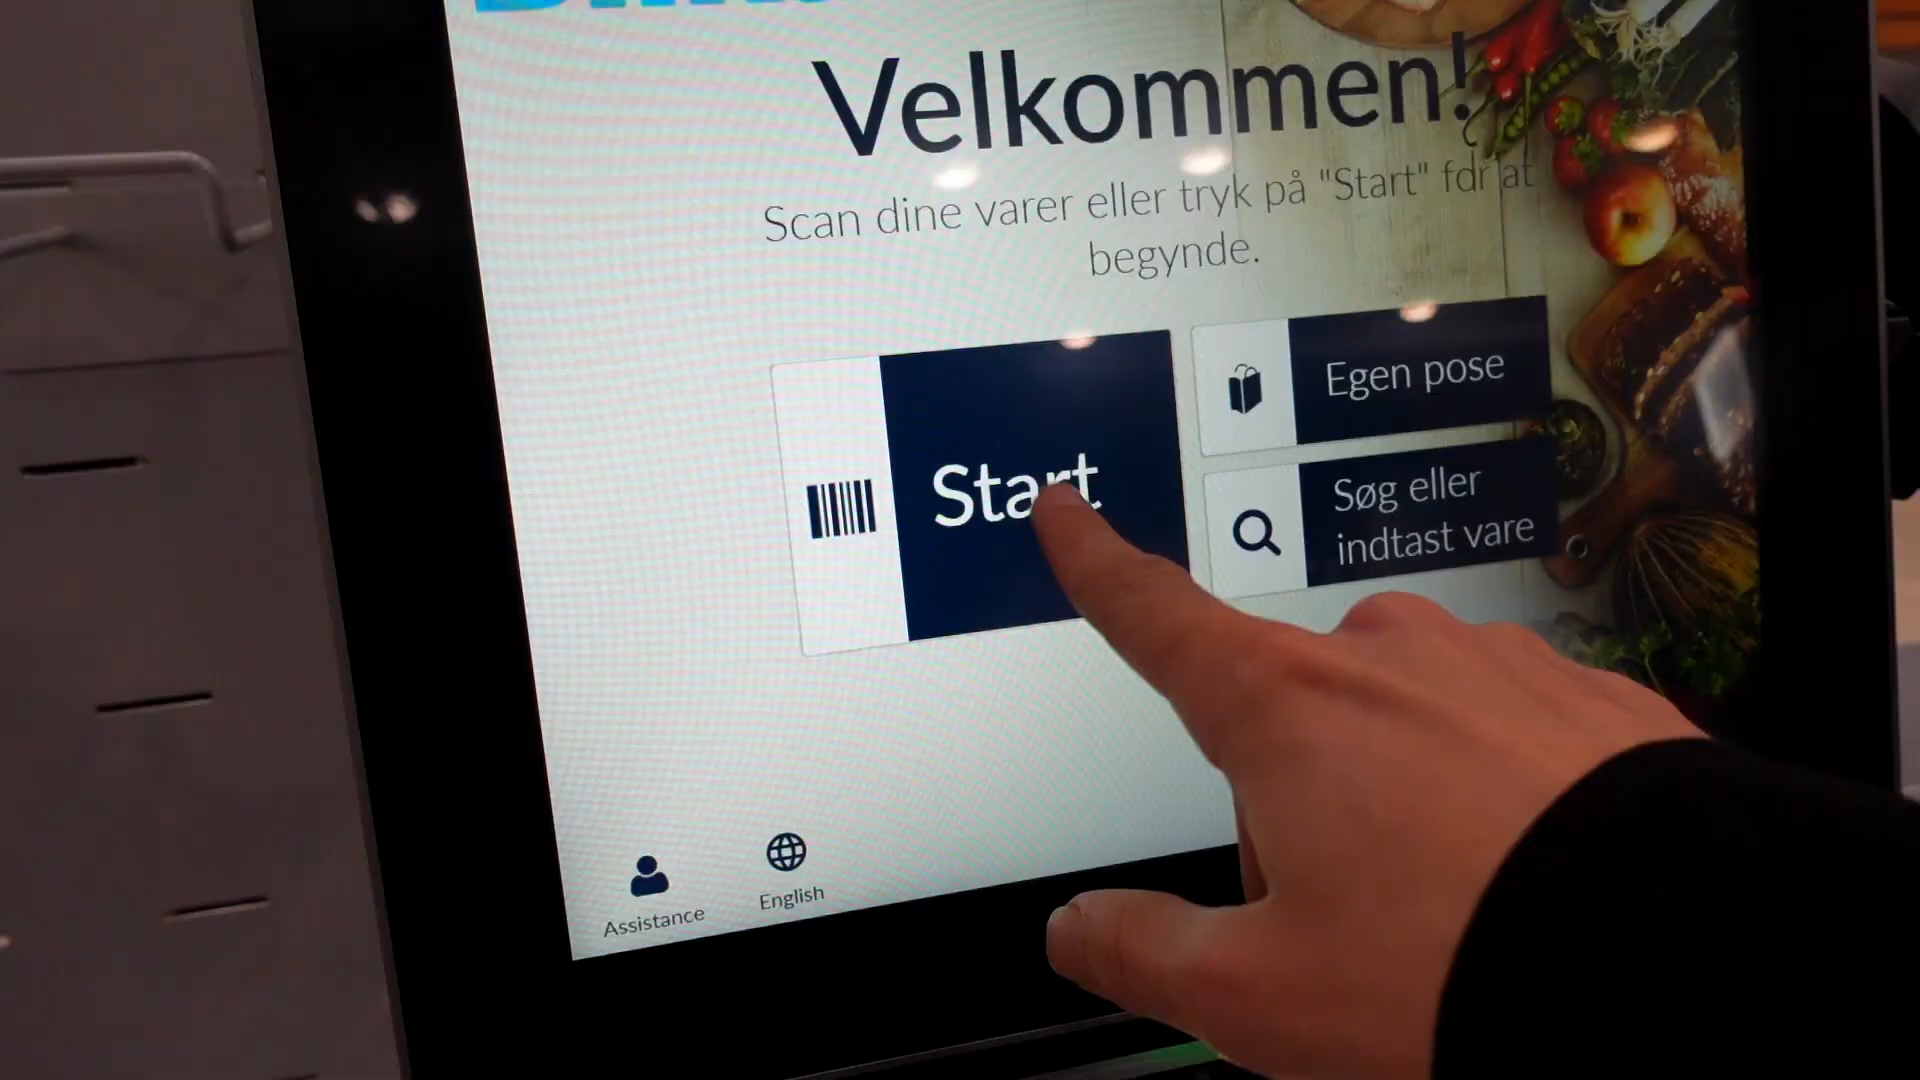 Velkommen!
Scan dine varer eller tryk på "Start" for at
begynde.
Start
Egen pose
Søg eller
indtast vare
Assistance
English